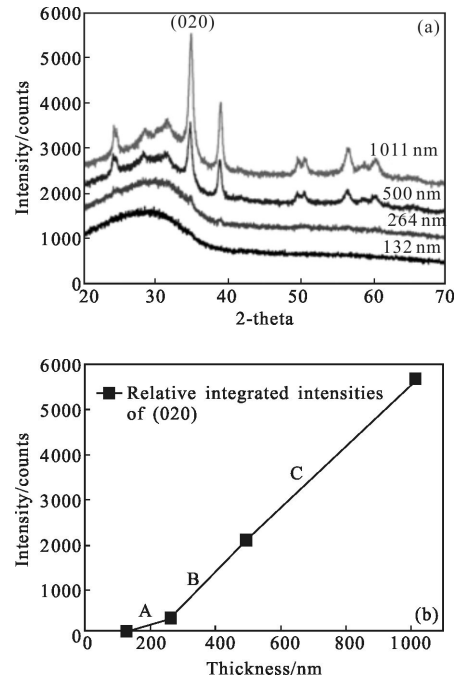 (020)
(a)
6000
5000
4000
3000
2000
1000
0
Intensity/counts
1011 nm
500 nm
264 nm
132 nm
20 30 40 50 60 70
2-theta
6000
5000
4000
3000
2000
1000
0
Intensity/counts
Relative integrated intensities
of (020)
A
B
C
(b)
0 200 400 600 800 1000
Thickness/nm